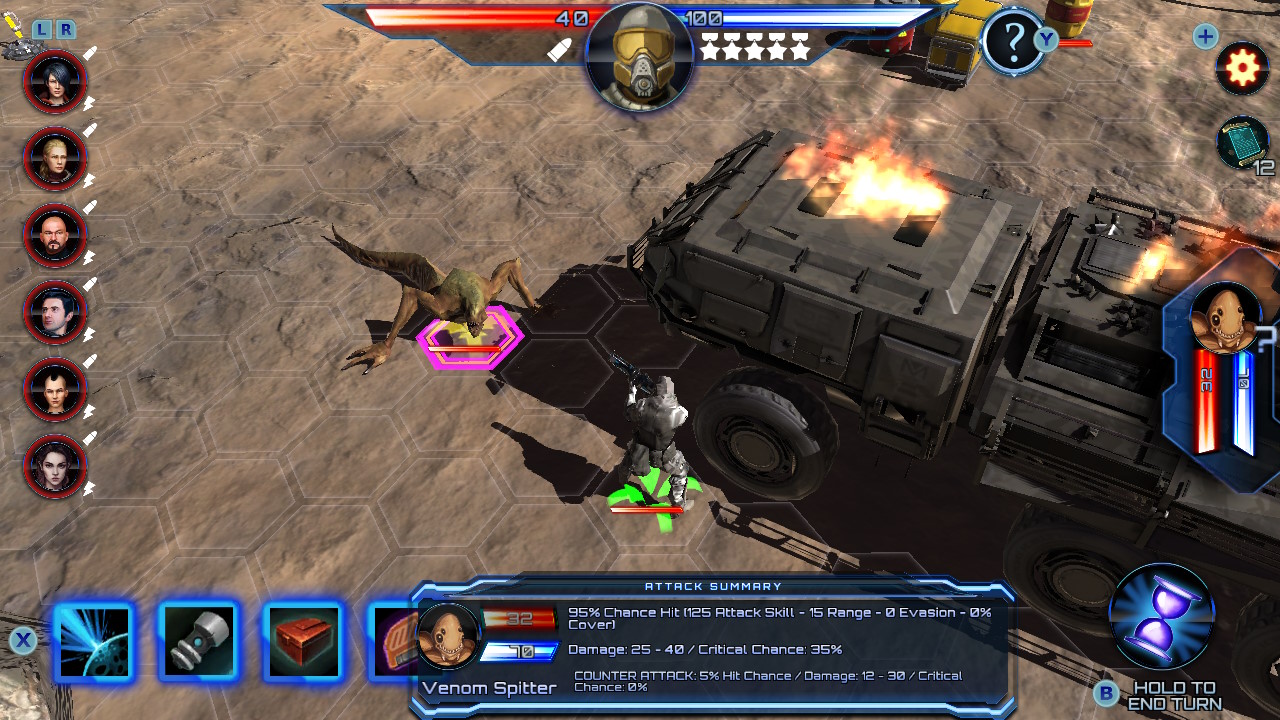 L R
40 100
? Y
+
12
?
32 70
ATTACK SUMMARY
32
95% Chance Hit (125 Attack Skill - 15 Range - 0 Evasion - 0%
Cover)
70
Damage: 25 - 40 / Critical Chance: 35%
COUNTER ATTACK: 5% Hit Chance / Damage: 12 - 30 / Critical
Chance: 0%
Venom Spitter
X
B HOLD TO
END TURN